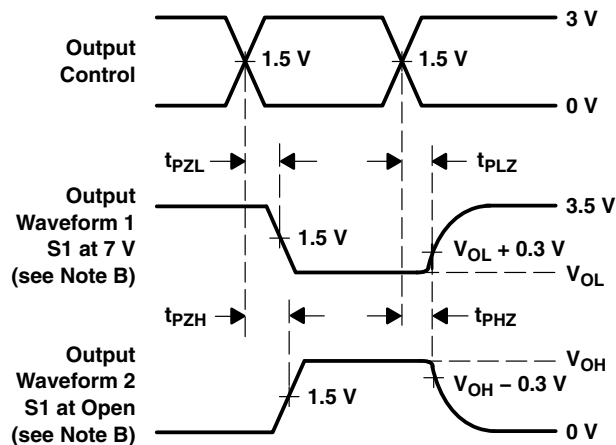 3 V
Output
Control
1.5 V
1.5 V
0 V
tPZL
tPLZ
Output
Waveform 1
S1 at 7 V
(see Note B)
3.5 V
1.5 V
VOL + 0.3 V
VOL
tPZH
tPHZ
Output
Waveform 2
S1 at Open
(see Note B)
VOH
1.5 V
VOH − 0.3 V
0 V